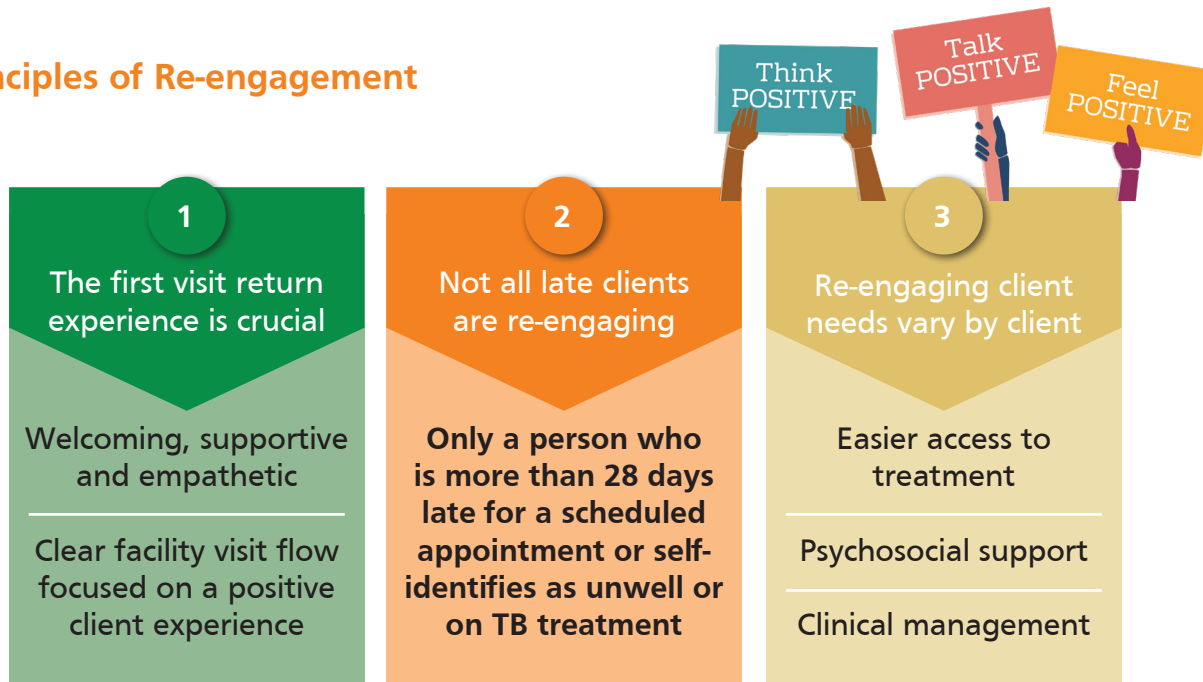 nciples of Re-engagement
Think
POSITIVE
Talk
POSITIVE
Feel
POSITIVE
1
The first visit return
experience is crucial
Welcoming, supportive
and empathetic
Clear facility visit flow
focused on a positive
client experience
2
Not all late clients
are re-engaging
Only a person who
is more than 28 days
late for a scheduled
appointment or self-
identifies as unwell or
on TB treatment
3
Re-engaging client
needs vary by client
Easier access to
treatment
Psychosocial support
Clinical management